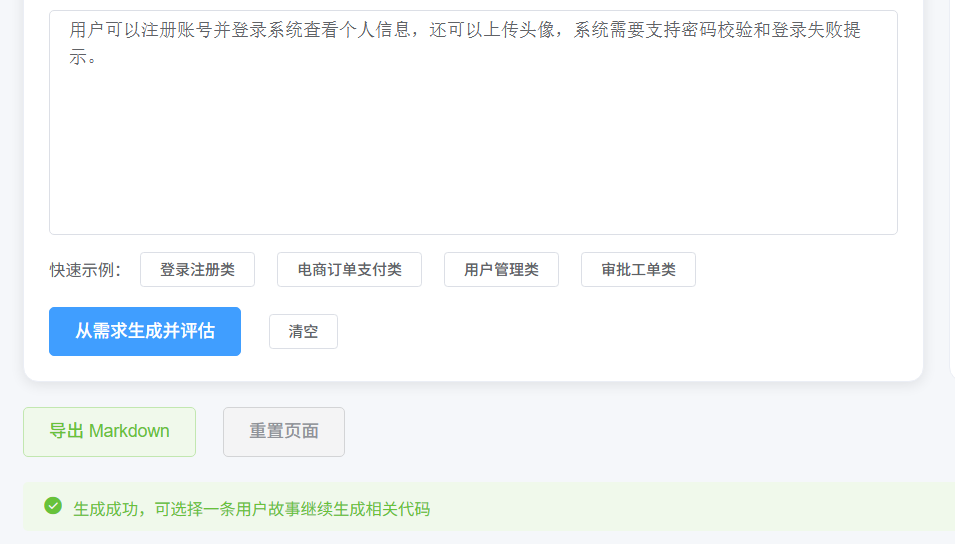 用户可以注册账号并登录系统查看个人信息，还可以上传头像，系统需要支持密码校验和登录失败提
示。
快速示例： 登录注册类 电商订单支付类 用户管理类 审批工单类
从需求生成并评估 清空
导出 Markdown 重置页面
生成成功，可选择一条用户故事继续生成相关代码